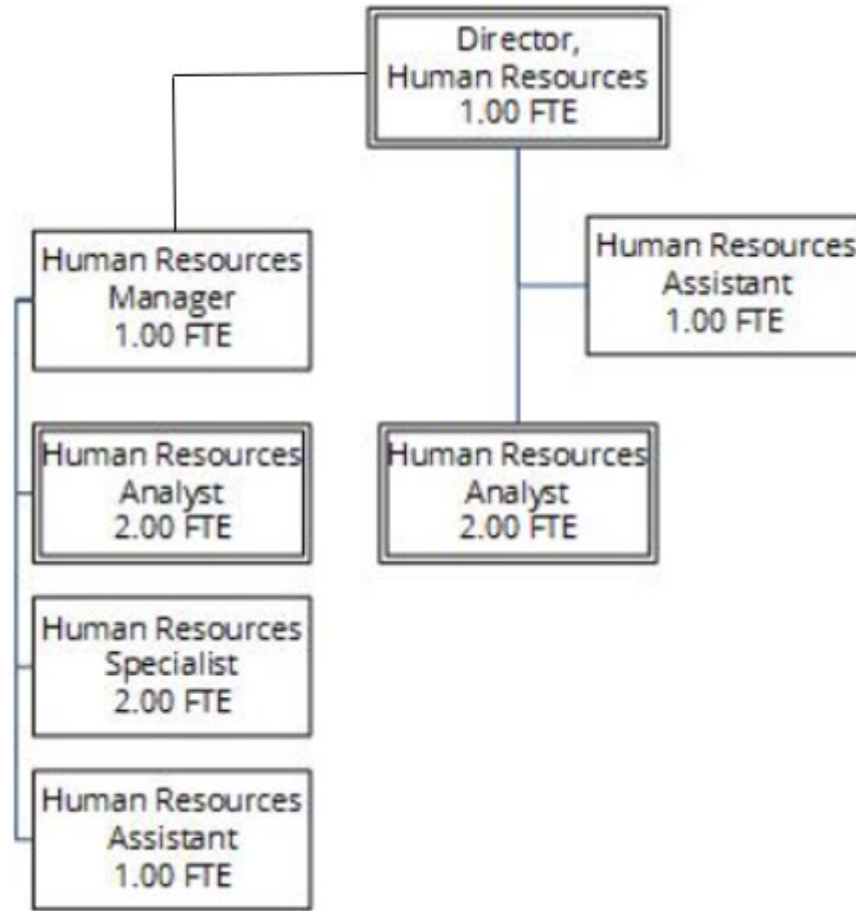 Director,
Human Resources
1.00 FTE
Human Resources
Manager
1.00 FTE
Human Resources
Assistant
1.00 FTE
Human Resources
Analyst
2.00 FTE
Human Resources
Analyst
2.00 FTE
Human Resources
Specialist
2.00 FTE
Human Resources
Assistant
1.00 FTE